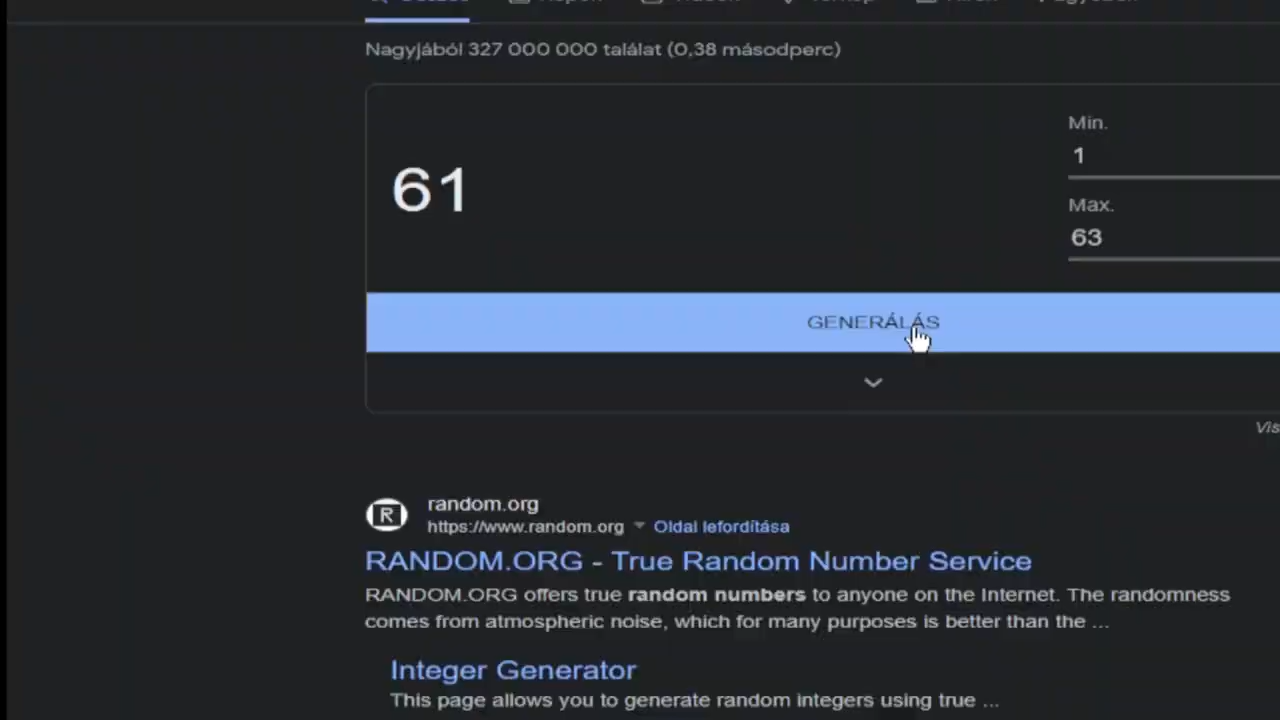 Nagyjából 327 000 000 találat (0,38 másodperc)
61
Min.
1
Max.
63
GENERÁLÁS
Vis
random.org
https://www.random.org Oldal lefordítása
RANDOM.ORG - True Random Number Service
RANDOM.ORG offers true random numbers to anyone on the Internet. The randomness
comes from atmospheric noise, which for many purposes is better than the ...
Integer Generator
This page allows you to generate random integers using true ...